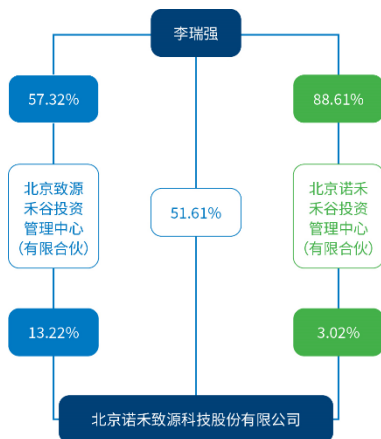 李瑞强
57.32%
88.61%
北京致源
禾谷投资
管理中心
（有限合伙）
51.61%
北京诺禾
禾谷投资
管理中心
（有限合伙）
13.22%
3.02%
北京诺禾致源科技股份有限公司